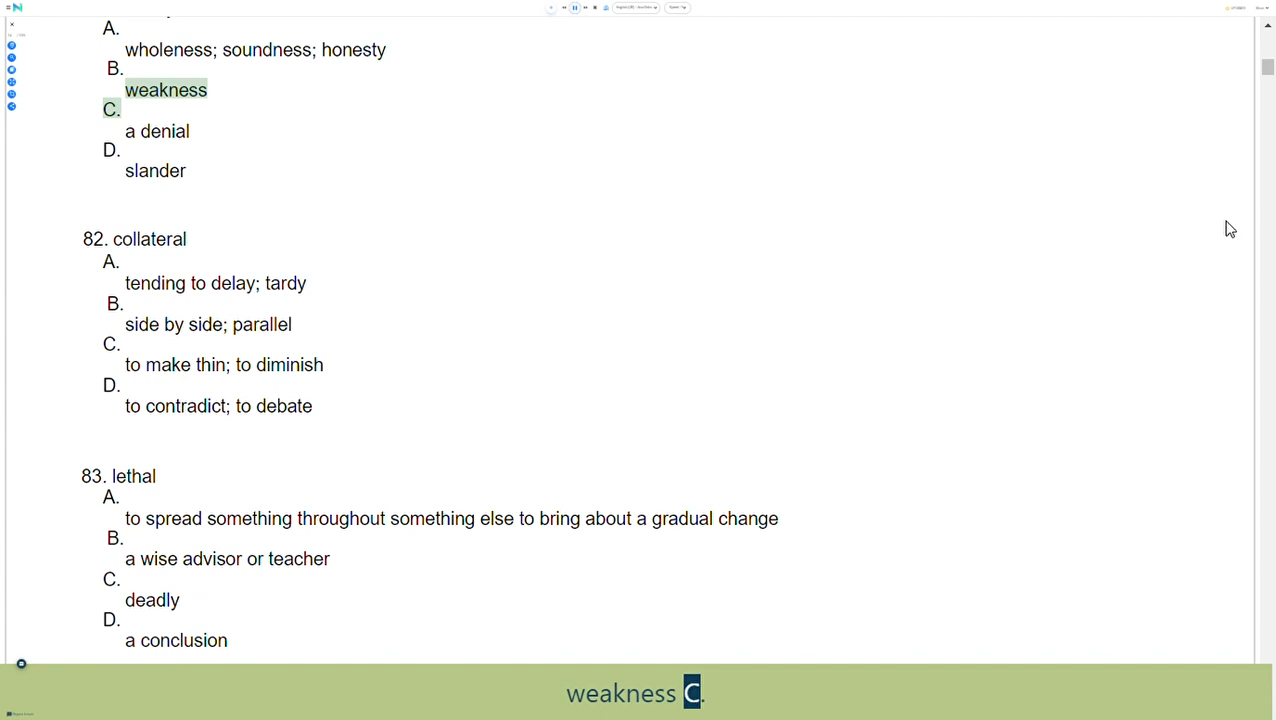 A.
wholeness; soundness; honesty
B.
weakness
C.
a denial
D.
slander
82. collateral
A.
tending to delay; tardy
B.
side by side; parallel
C.
to make thin; to diminish
D.
to contradict; to debate
83. lethal
A.
to spread something throughout something else to bring about a gradual change
B.
a wise advisor or teacher
C.
deadly
D.
a conclusion
weakness C.